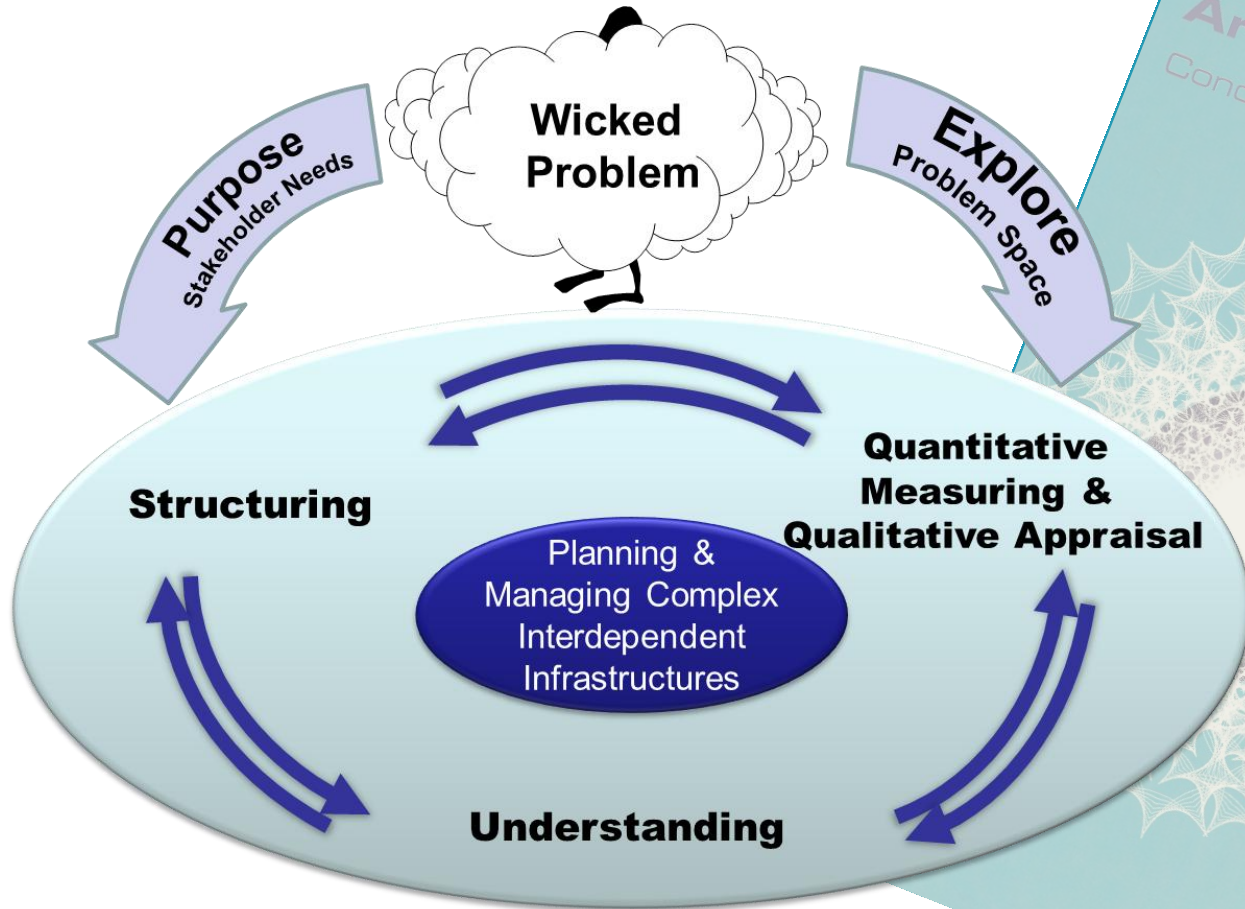 Wicked
Problem
Purpose
Stakeholder Needs
Explore
Problem Space
Structuring
Quantitative
Measuring &
Qualitative Appraisal
Planning &
Managing Complex
Interdependent
Infrastructures
Understanding